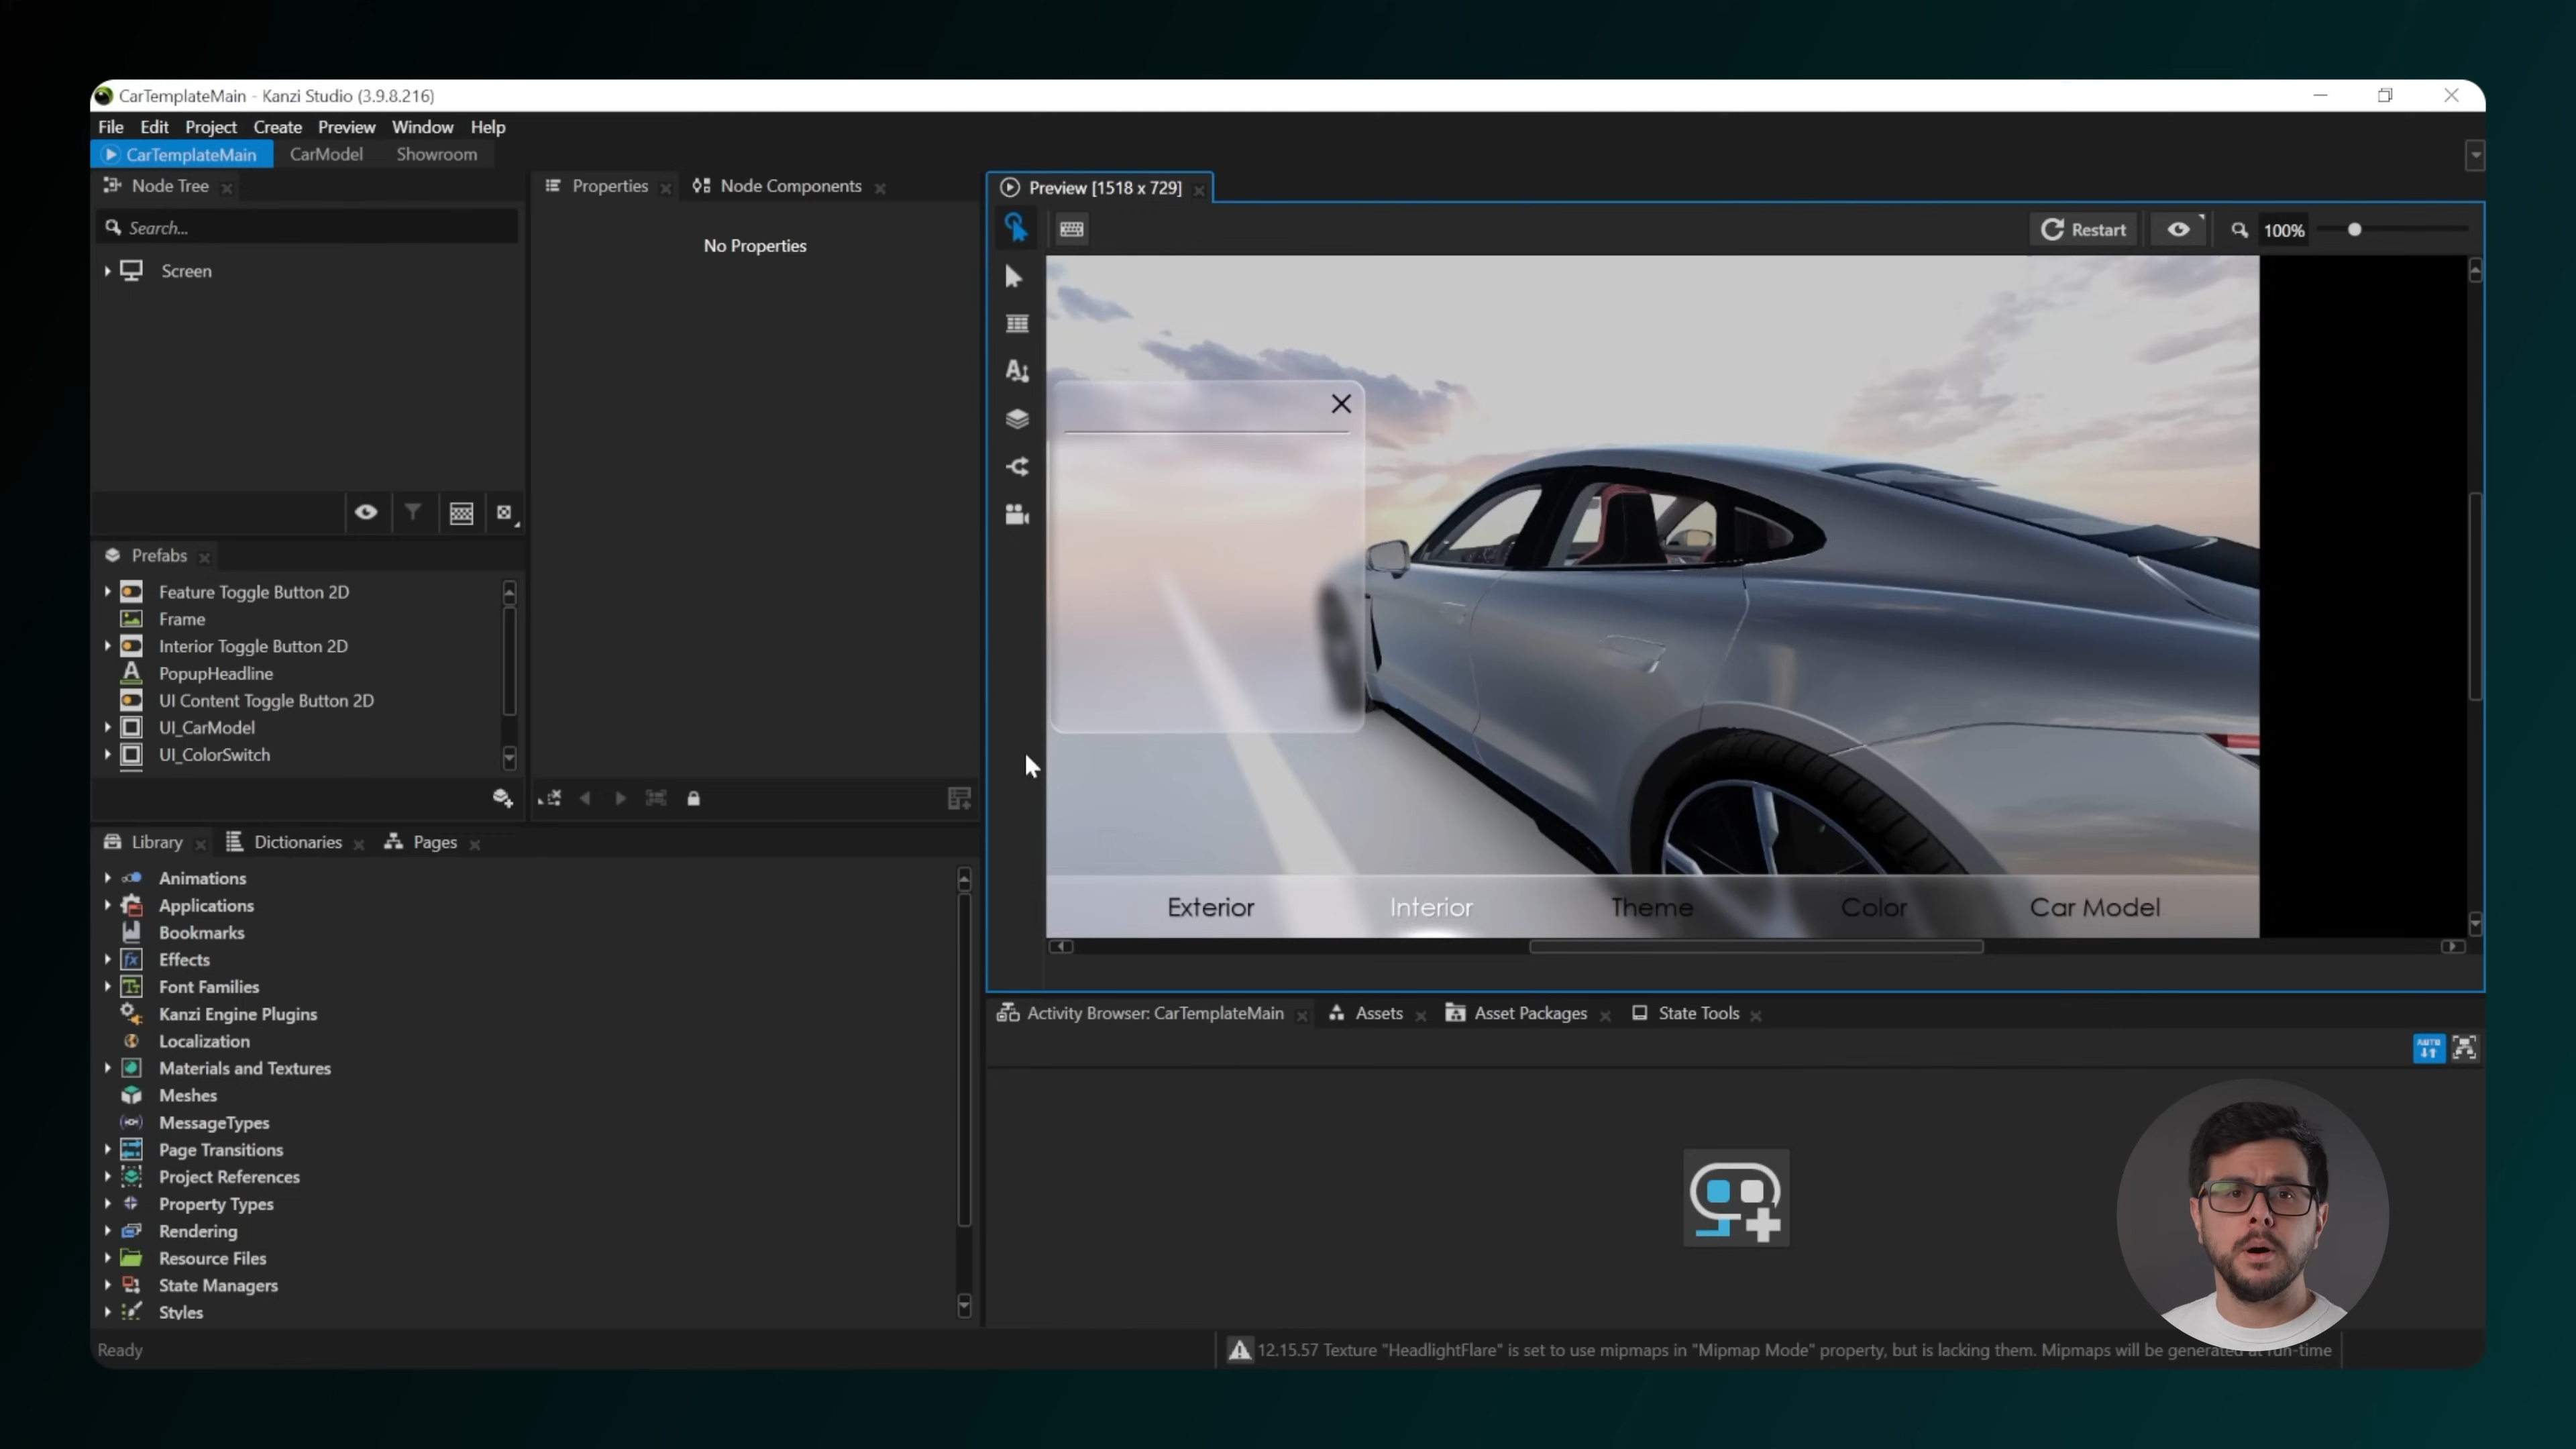 CarTemplateMain - Kanzi Studio (3.9.8.216)
File Edit Project Create Preview Window Help
CarTemplateMain CarModel Showroom
Node Tree
Search...
Screen
Properties Node Components
No Properties
Preview [1518 x 729]
Restart
100%
Exterior Interior Theme Color Car Model
Prefabs
Feature Toggle Button 2D
Frame
Interior Toggle Button 2D
PopupHeadline
UI Content Toggle Button 2D
UI_CarModel
UI_ColorSwitch
Library Dictionaries Pages
Animations
Applications
Bookmarks
Effects
Font Families
Kanzi Engine Plugins
Localization
Materials and Textures
Meshes
MessageTypes
Page Transitions
Project References
Property Types
Rendering
Resource Files
State Managers
Styles
Activity Browser: CarTemplateMain Assets Asset Packages State Tools
AUTO
Ready
12.15.57 Texture "HeadlightFlare" is set to use mipmaps in "Mipmap Mode" property, but is lacking them. Mipmaps will be generated at run-time